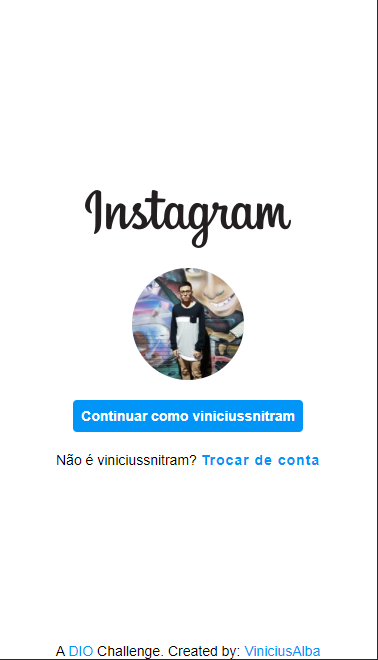 Instagram
Continuar como viniciussnitram
Não é viniciussnitram? Trocar de conta
A DIO Challenge. Created by: ViniciusAlba